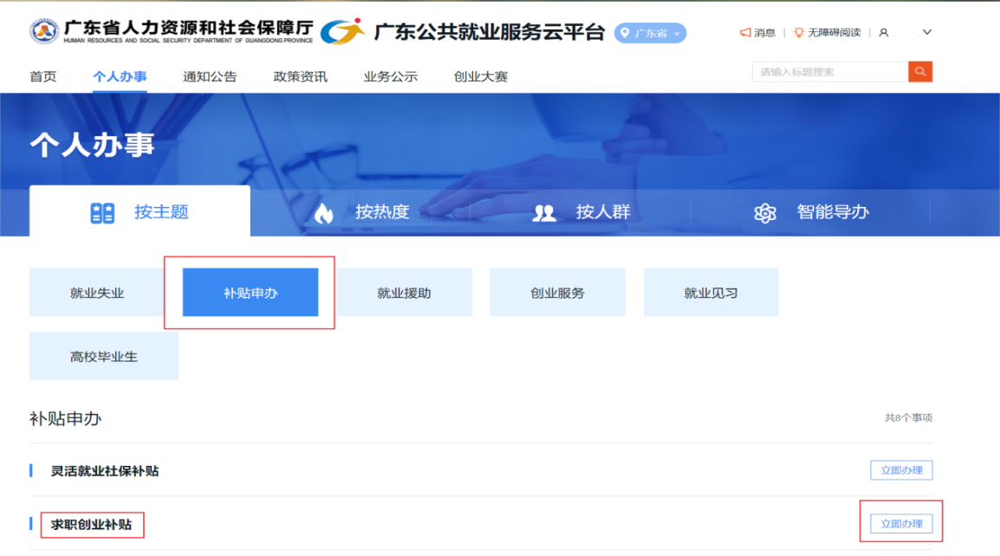 广东省人力资源和社会保障厅
HUMAN RESOURCES AND SOCIAL SECURITY DEPARTMENT OF GUANGDONG PROVINCE
广东公共就业服务云平台
广东省
消息
无障碍阅读
首页 个人办事 通知公告 政策资讯 业务公示 创业大赛
请输入标题搜索
个人办事
按主题 按热度 按人群 智能导办
就业失业 补贴申办 就业援助 创业服务 就业见习
高校毕业生
补贴申办 共8个事项
灵活就业社保补贴 立即办理
求职创业补贴 立即办理